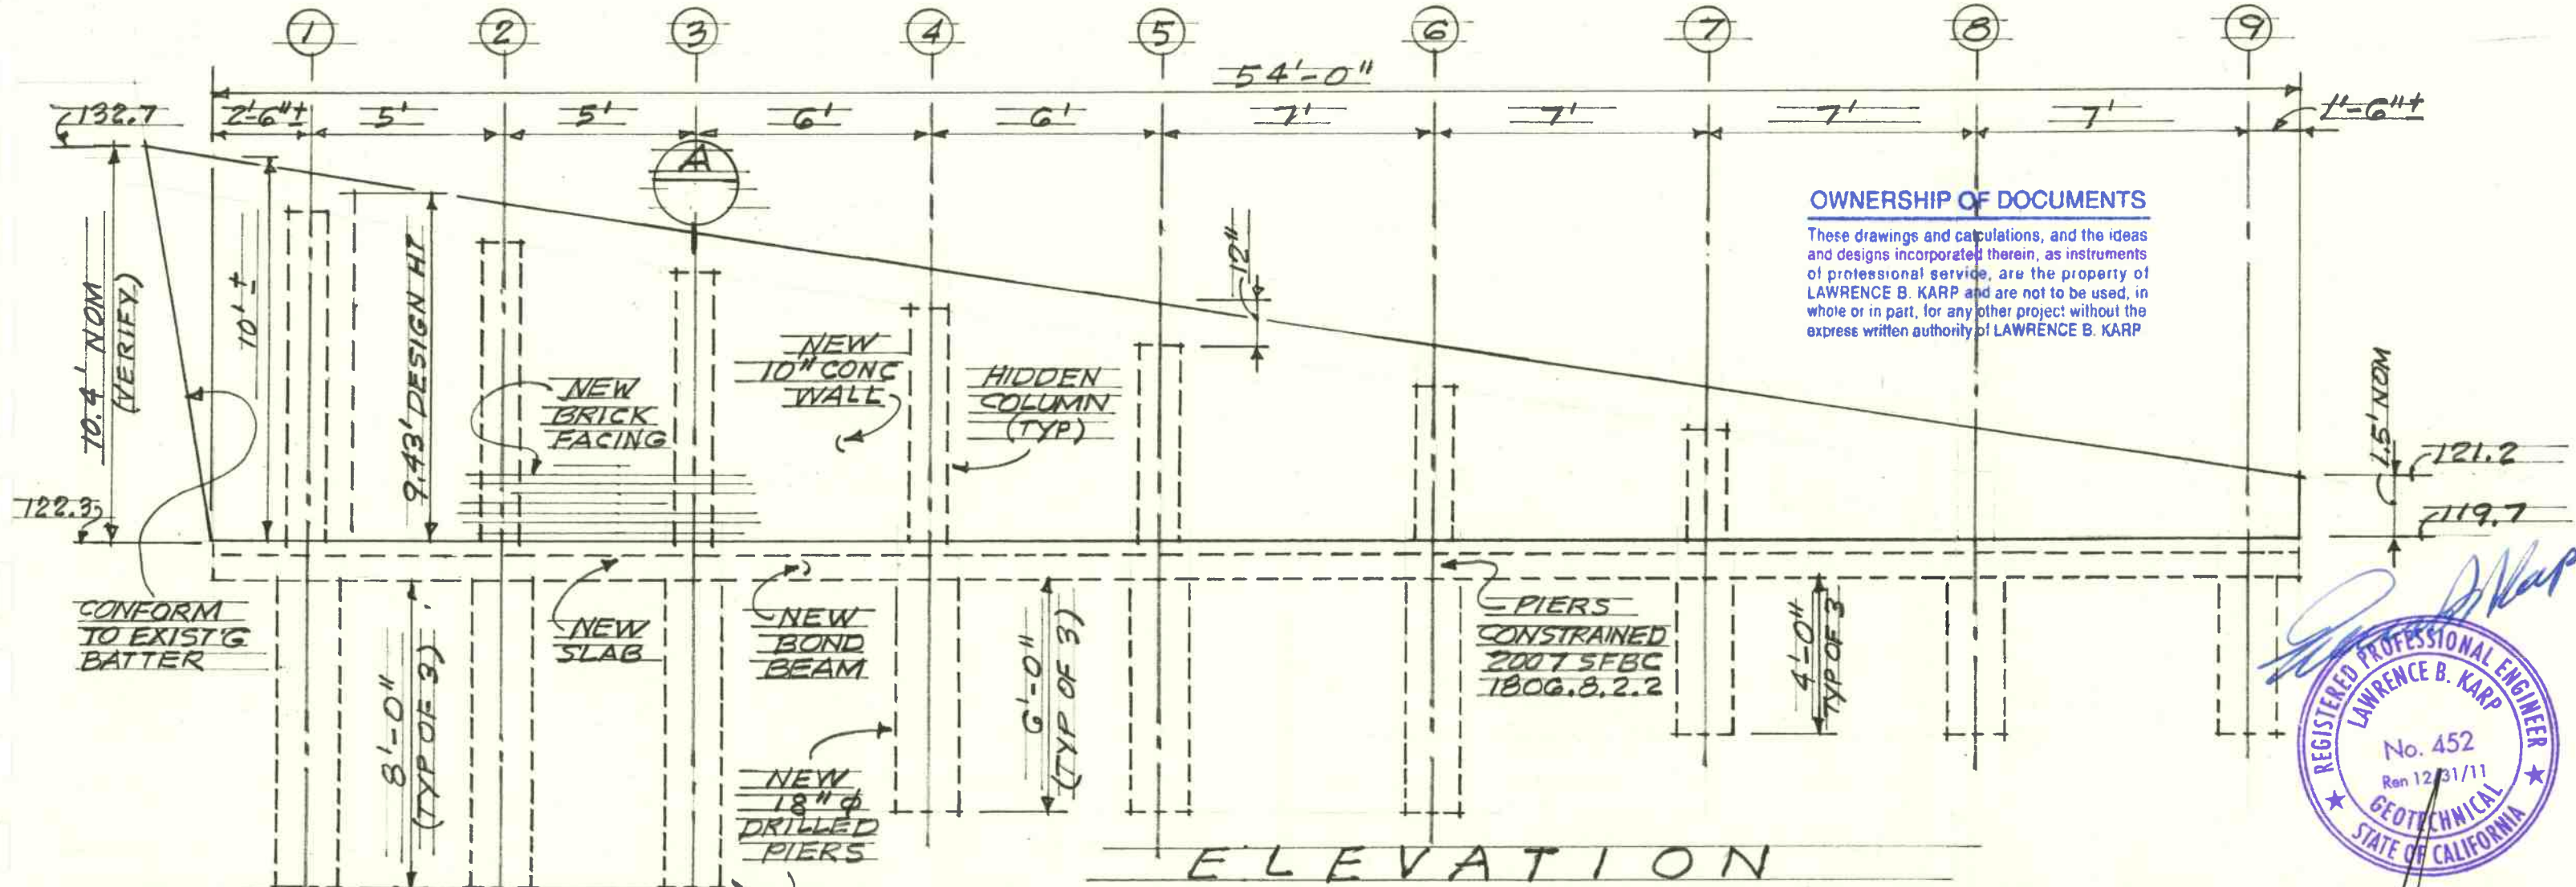 1 2 3 4 5 6 7 8 9
54'-0"
2'-6"± 5' 5' 6' 6' 7' 7' 7' 7' 1'-6"±
132.7
A
10.4' NOM
(VERIFY)
10'±
9.43' DESIGN HT
12"
OWNERSHIP OF DOCUMENTS
These drawings and calculations, and the ideas
and designs incorporated therein, as instruments
of professional service, are the property of
LAWRENCE B. KARP and are not to be used, in
whole or in part, for any other project without the
express written authority of LAWRENCE B. KARP
NEW
BRICK
FACING
NEW
10" CONC
WALL
HIDDEN
COLUMN
(TYP)
1.5' NOM
121.2
119.7
122.3
CONFORM
TO EXIST'G
BATTER
8'-0"
(TYP OF 3)
NEW
SLAB
NEW
BOND
BEAM
NEW
18" φ
DRILLED
PIERS
6'-0"
(TYP OF 3)
PIERS
CONSTRAINED
2007 SFBC
1806.8.2.2
4'-0"
TYP OF 3
REGISTERED PROFESSIONAL ENGINEER
LAWRENCE B. KARP
No. 452
Ren 12/31/11
GEOTECHNICAL
STATE OF CALIFORNIA
ELEVATION